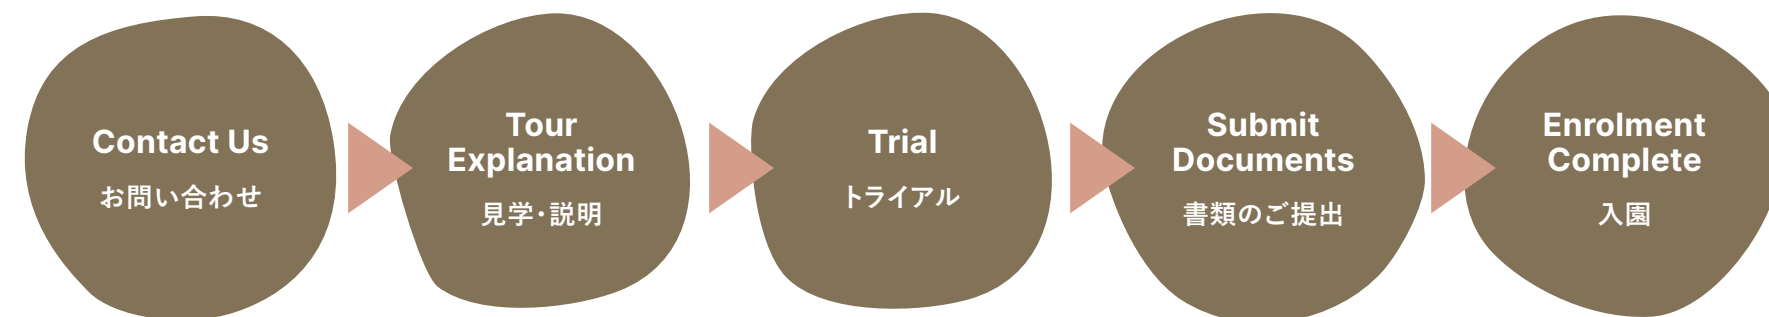 Contact Us
お問い合わせ
Tour
Explanation
見学・説明
Trial
トライアル
Submit
Documents
書類のご提出
Enrolment
Complete
入園